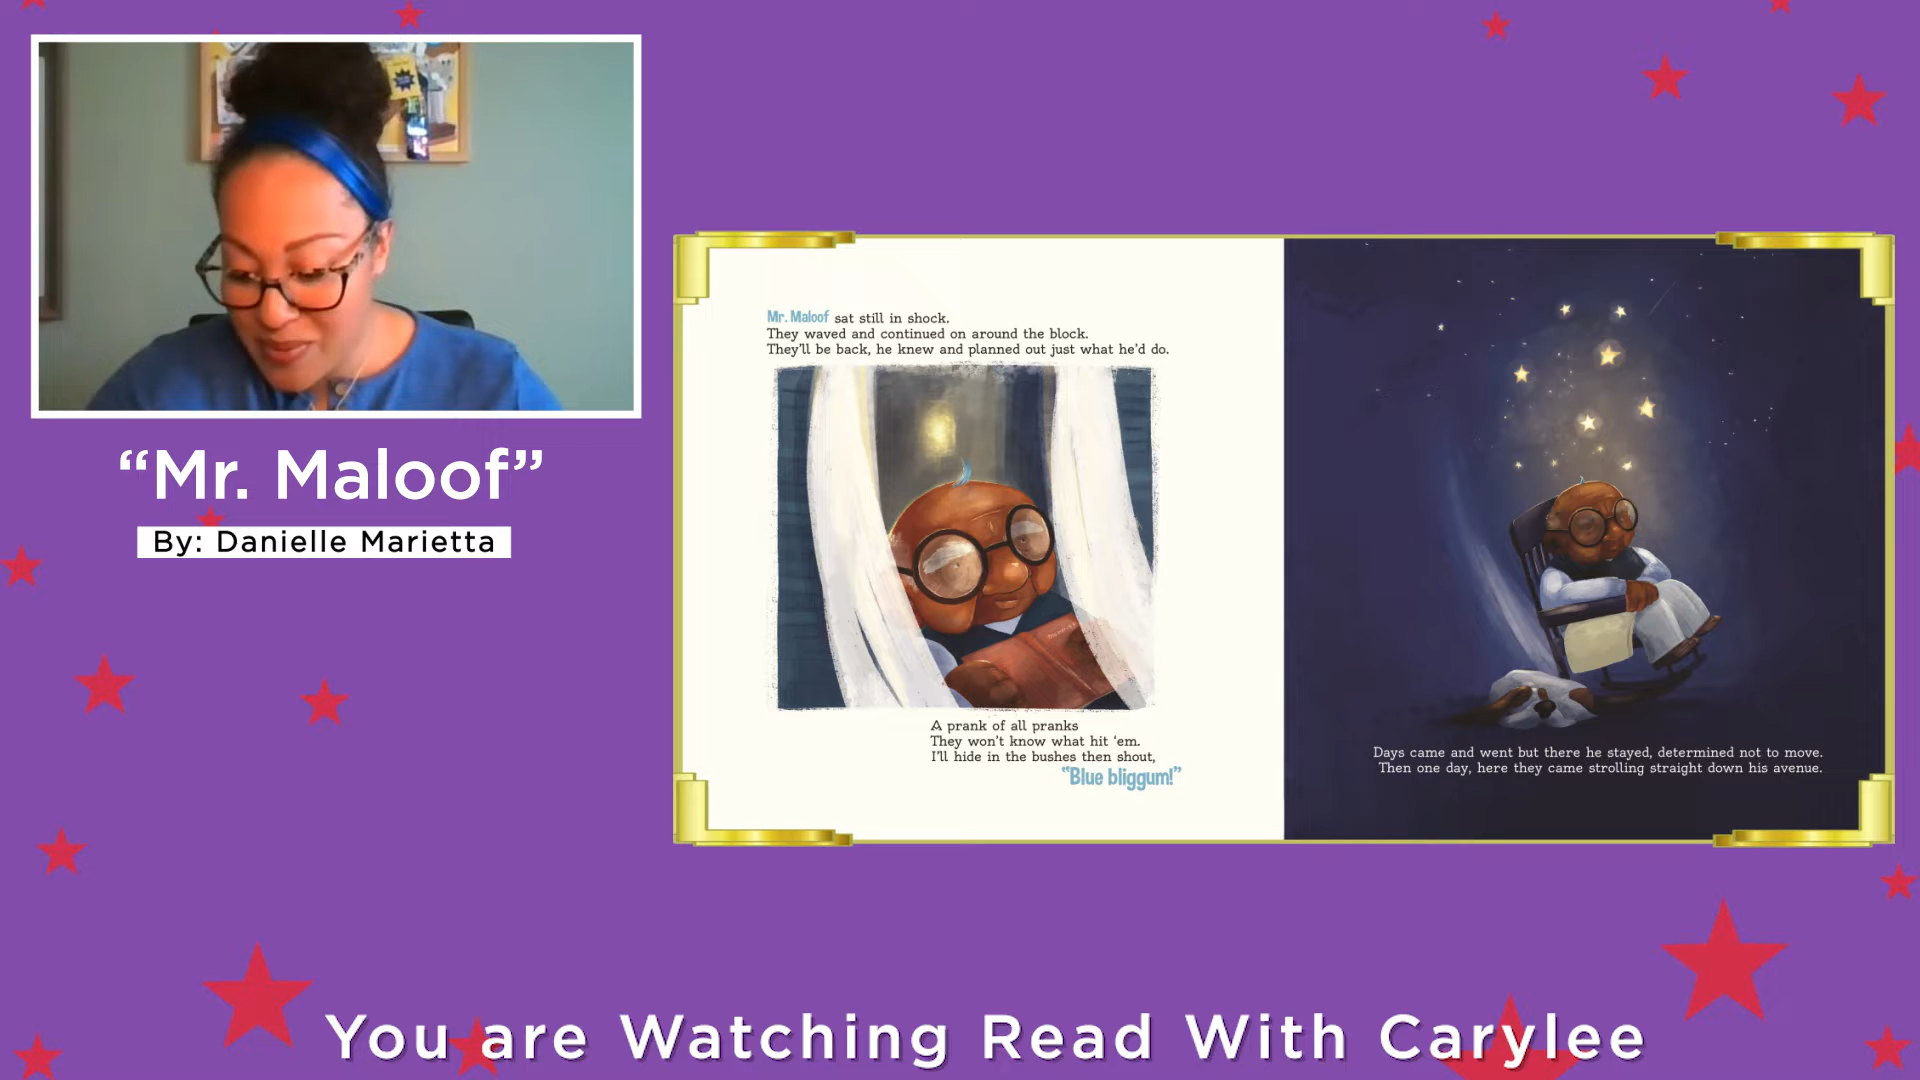 “Mr. Maloof”
By: Danielle Marietta
Mr. Maloof sat still in shock.
They waved and continued on around the block.
They’ll be back, he knew and planned out just what he’d do.
A prank of all pranks
They won’t know what hit ‘em.
I’ll hide in the bushes then shout,
“Blue bliggum!”
Days came and went but there he stayed, determined not to move.
Then one day, here they came strolling straight down his avenue.
You are Watching Read With Carylee